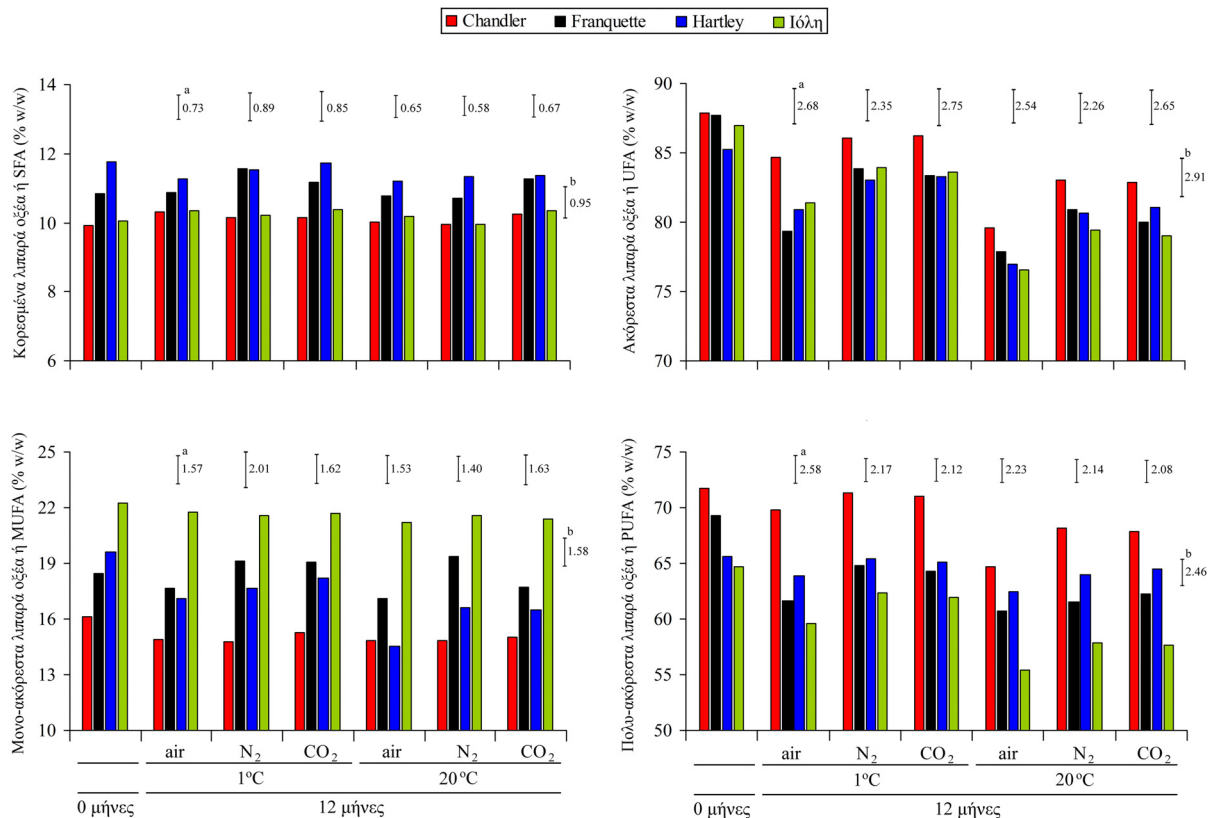 Chandler Franquette Hartley Ιόλη
Κορεσμένα λιπαρά οξέα ή SFA (% w/w)
14
12
10
8
6
a
0.73 0.89 0.85 0.65 0.58 0.67
b
0.95
Ακόρεστα λιπαρά οξέα ή UFA (% w/w)
90
85
80
75
70
a
2.68 2.35 2.75 2.54 2.26 2.65
b
2.91
Μονο-ακόρεστα λιπαρά οξέα ή MUFA (% w/w)
25
22
19
16
13
10
a
1.57 2.01 1.62 1.53 1.40 1.63
b
1.58
air N₂ CO₂ air N₂ CO₂
1ºC 20ºC
0 μήνες 12 μήνες
Πολυ-ακόρεστα λιπαρά οξέα ή PUFA (% w/w)
75
70
65
60
55
50
a
2.58 2.17 2.12 2.23 2.14 2.08
b
2.46
air N₂ CO₂ air N₂ CO₂
1ºC 20ºC
0 μήνες 12 μήνες